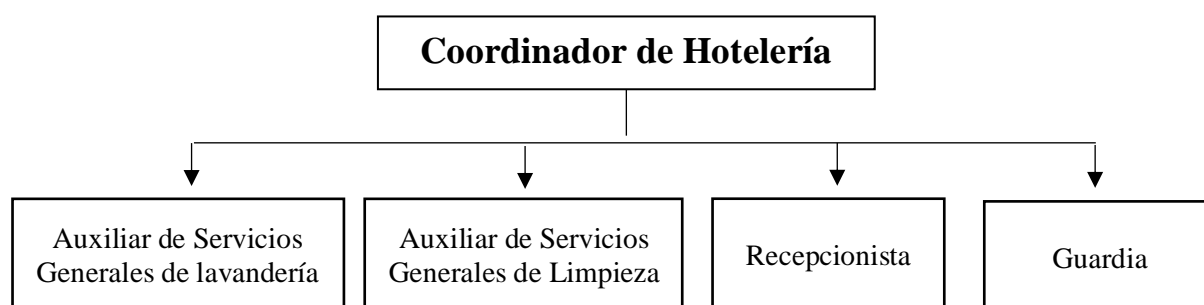 Coordinador de Hotelería
Auxiliar de Servicios
Generales de lavandería
Auxiliar de Servicios
Generales de Limpieza
Recepcionista
Guardia